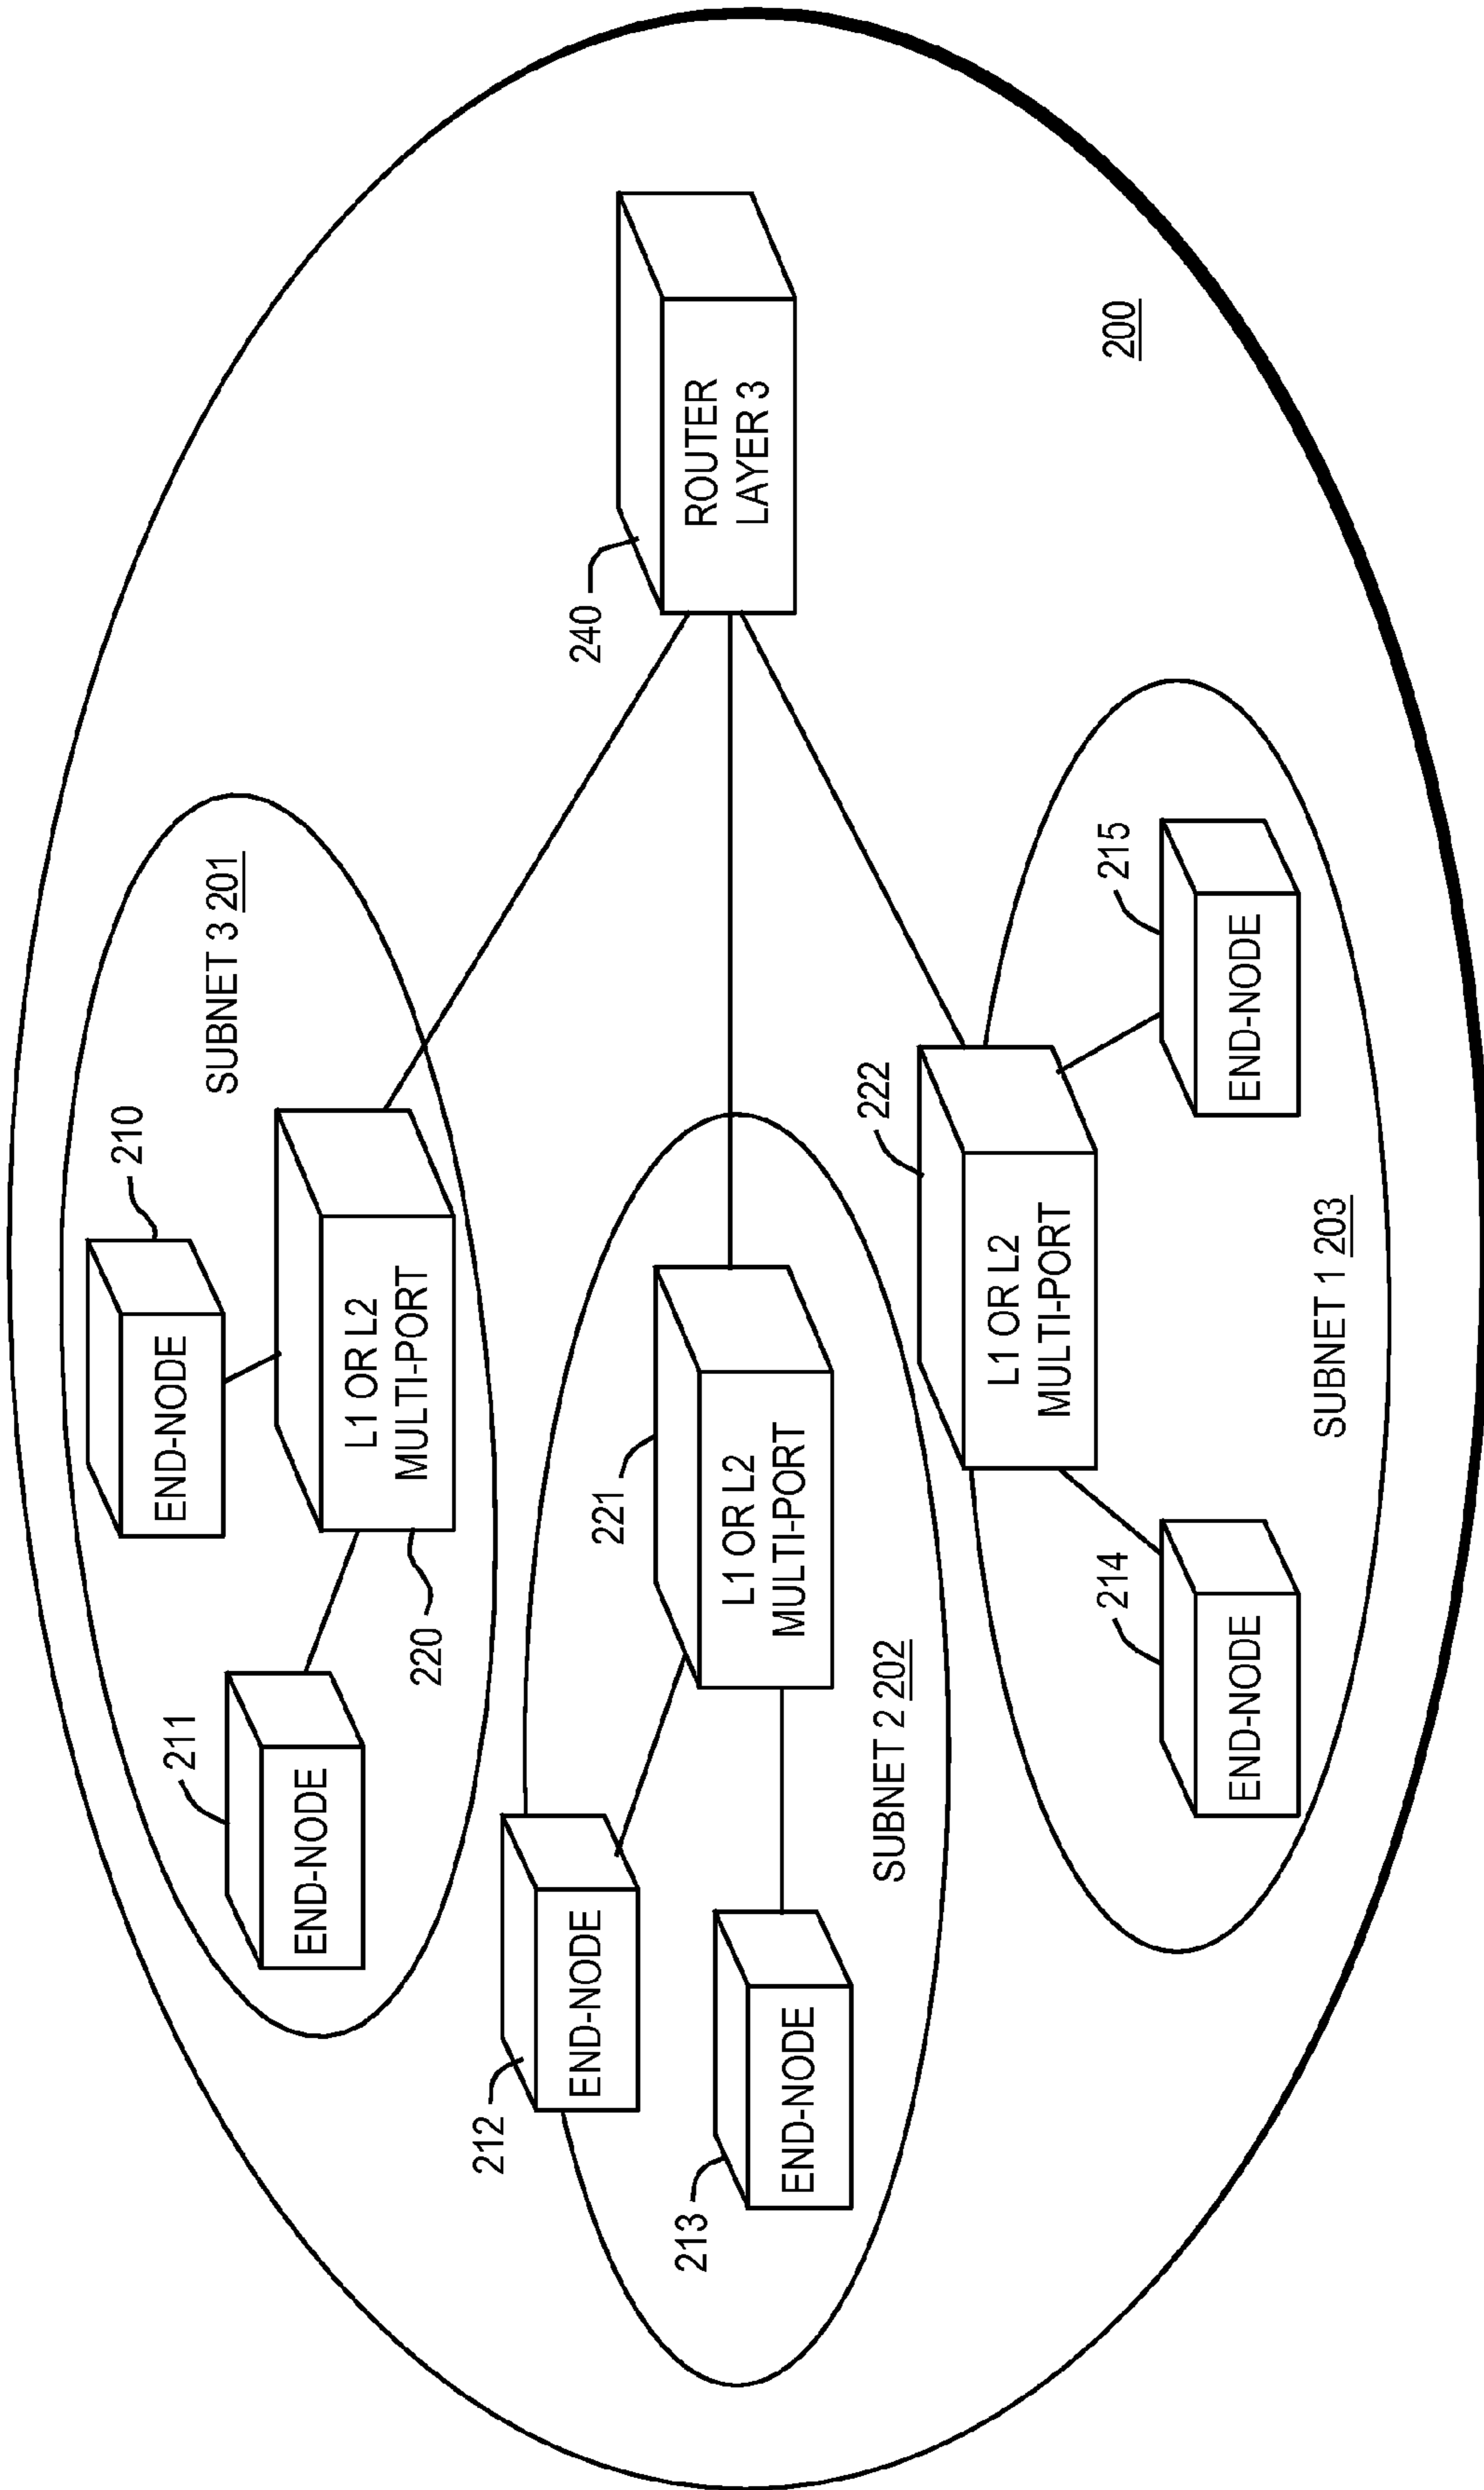 210
END-NODE
SUBNET 3 201
211
END-NODE
L1 OR L2
MULTI-PORT
220
212
END-NODE
240
ROUTER
LAYER 3
221
L1 OR L2
MULTI-PORT
213
END-NODE
SUBNET 2 202
222
L1 OR L2
MULTI-PORT
200
214
END-NODE
215
END-NODE
SUBNET 1 203